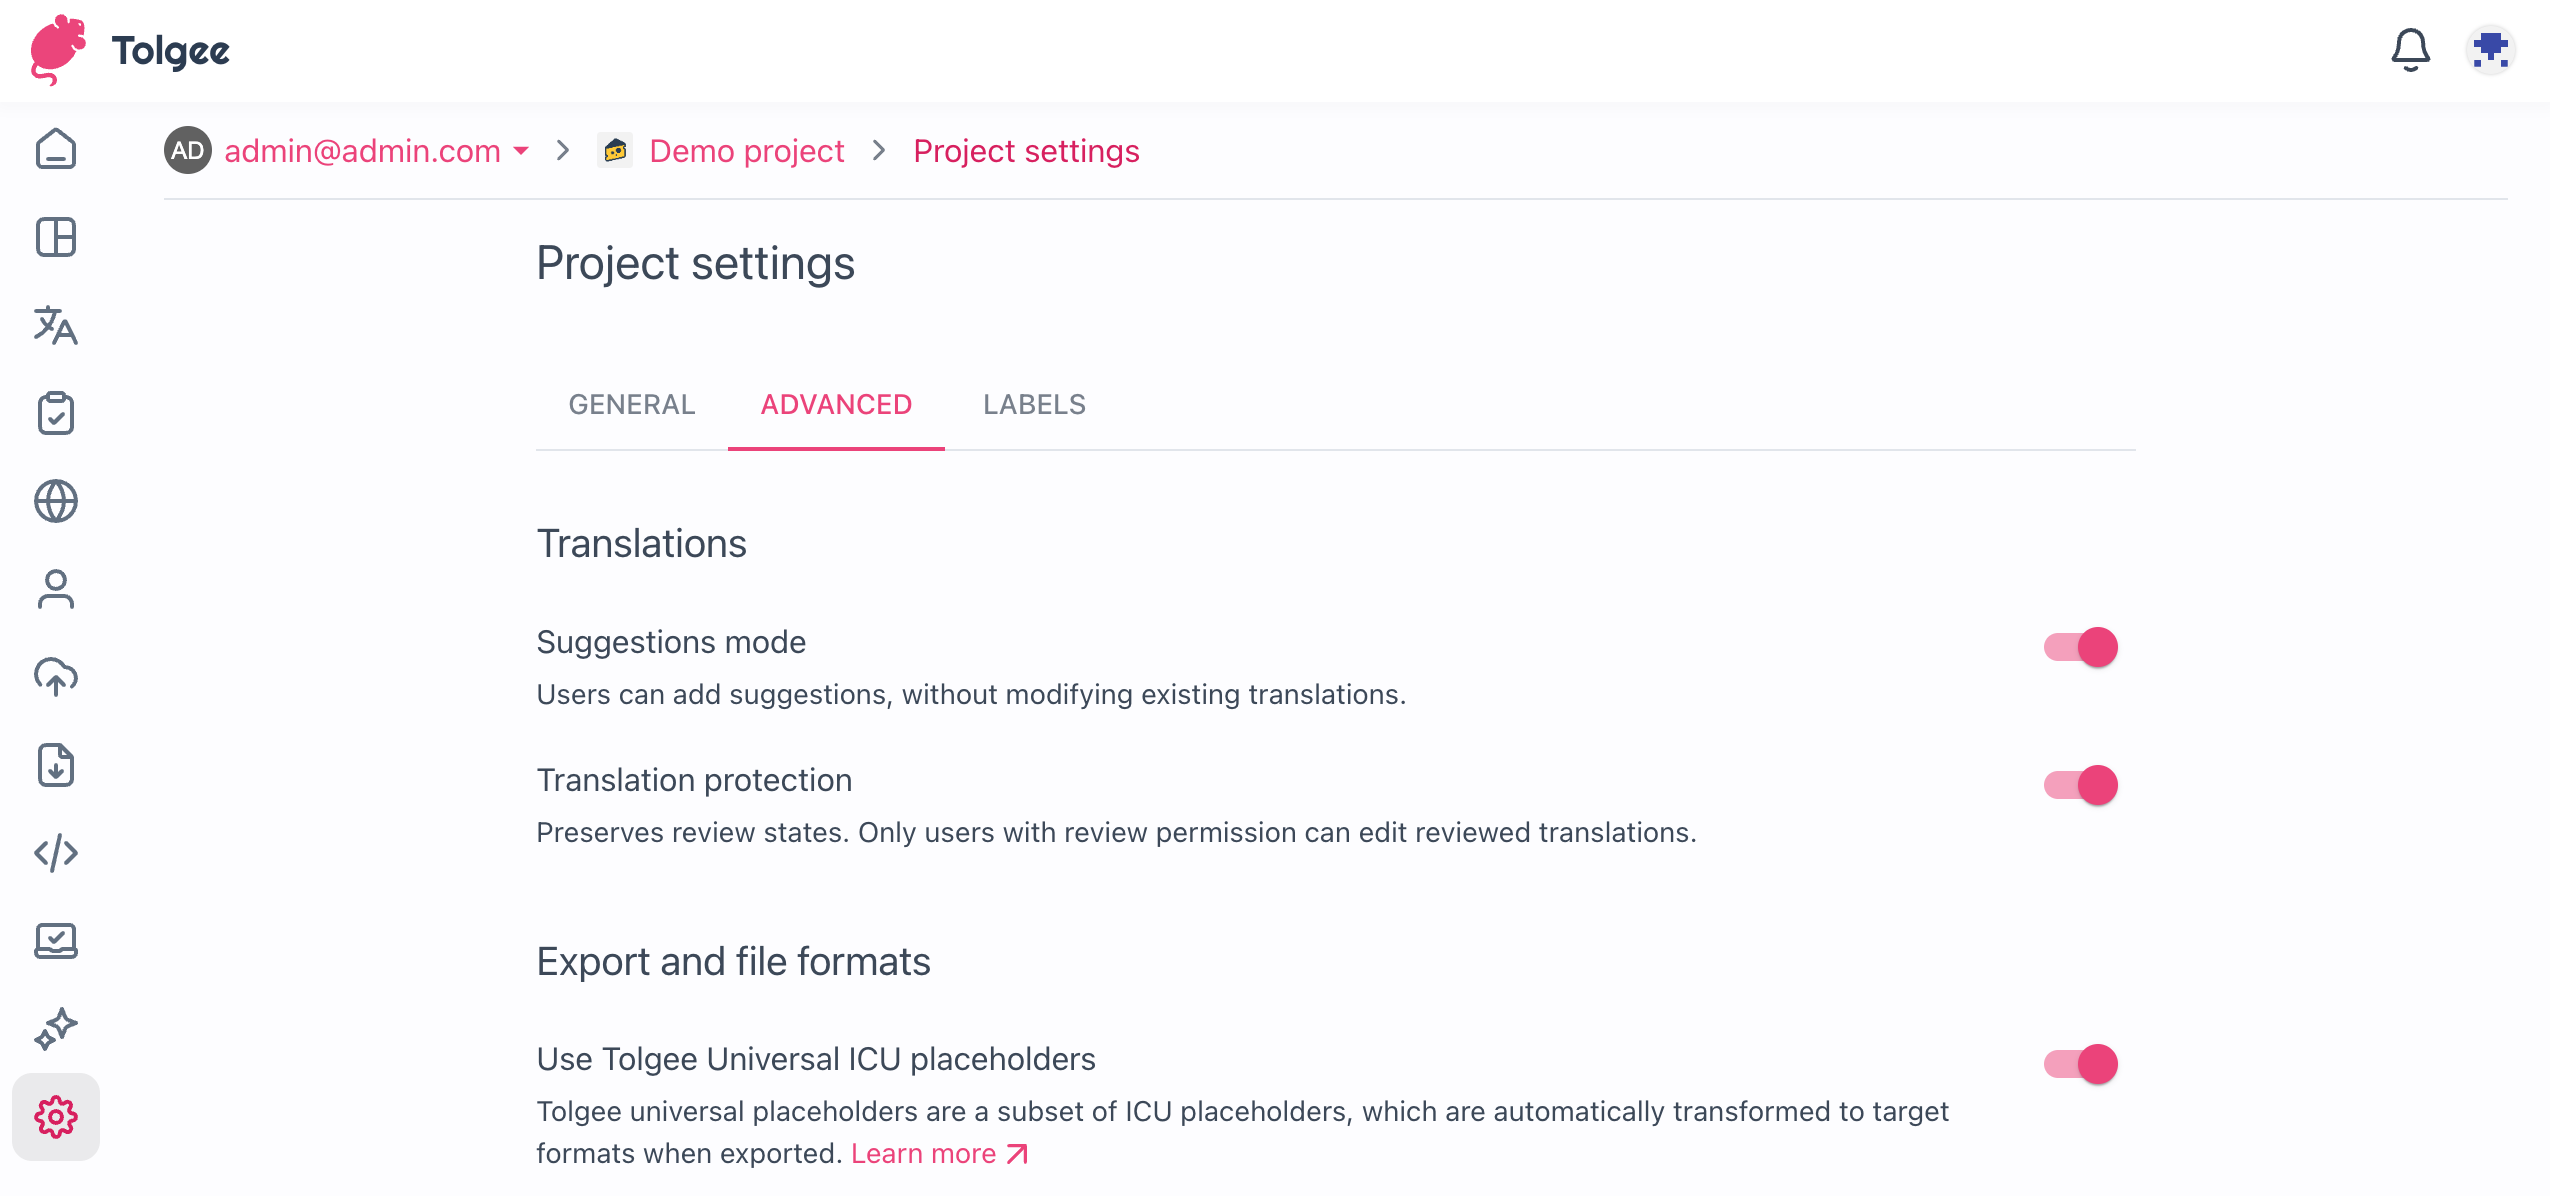 Tolgee
AD admin@admin.com > Demo project > Project settings
Project settings
GENERAL ADVANCED LABELS
Translations
Suggestions mode
Users can add suggestions, without modifying existing translations.
Translation protection
Preserves review states. Only users with review permission can edit reviewed translations.
Export and file formats
Use Tolgee Universal ICU placeholders
Tolgee universal placeholders are a subset of ICU placeholders, which are automatically transformed to target
formats when exported. Learn more